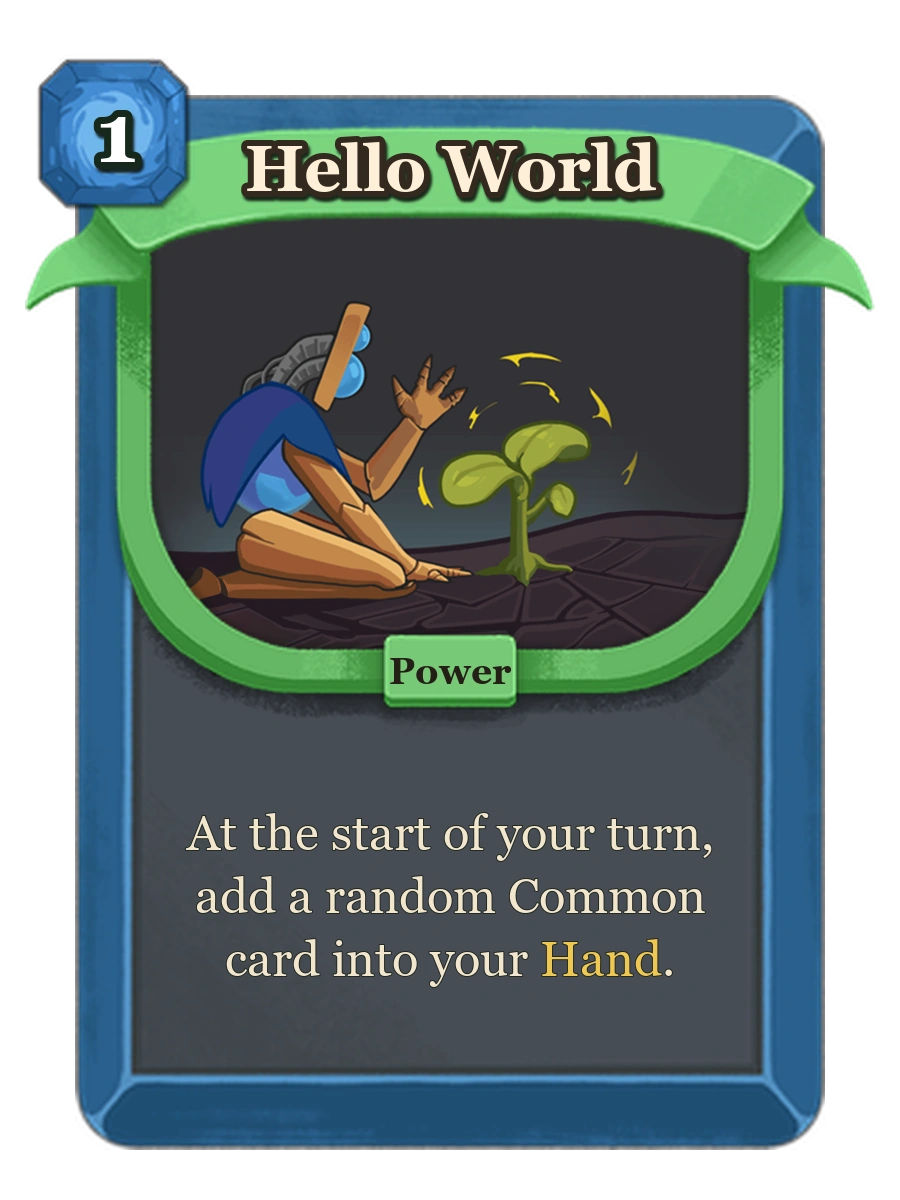 1
Hello World
Power
At the start of your turn,
add a random Common
card into your Hand.